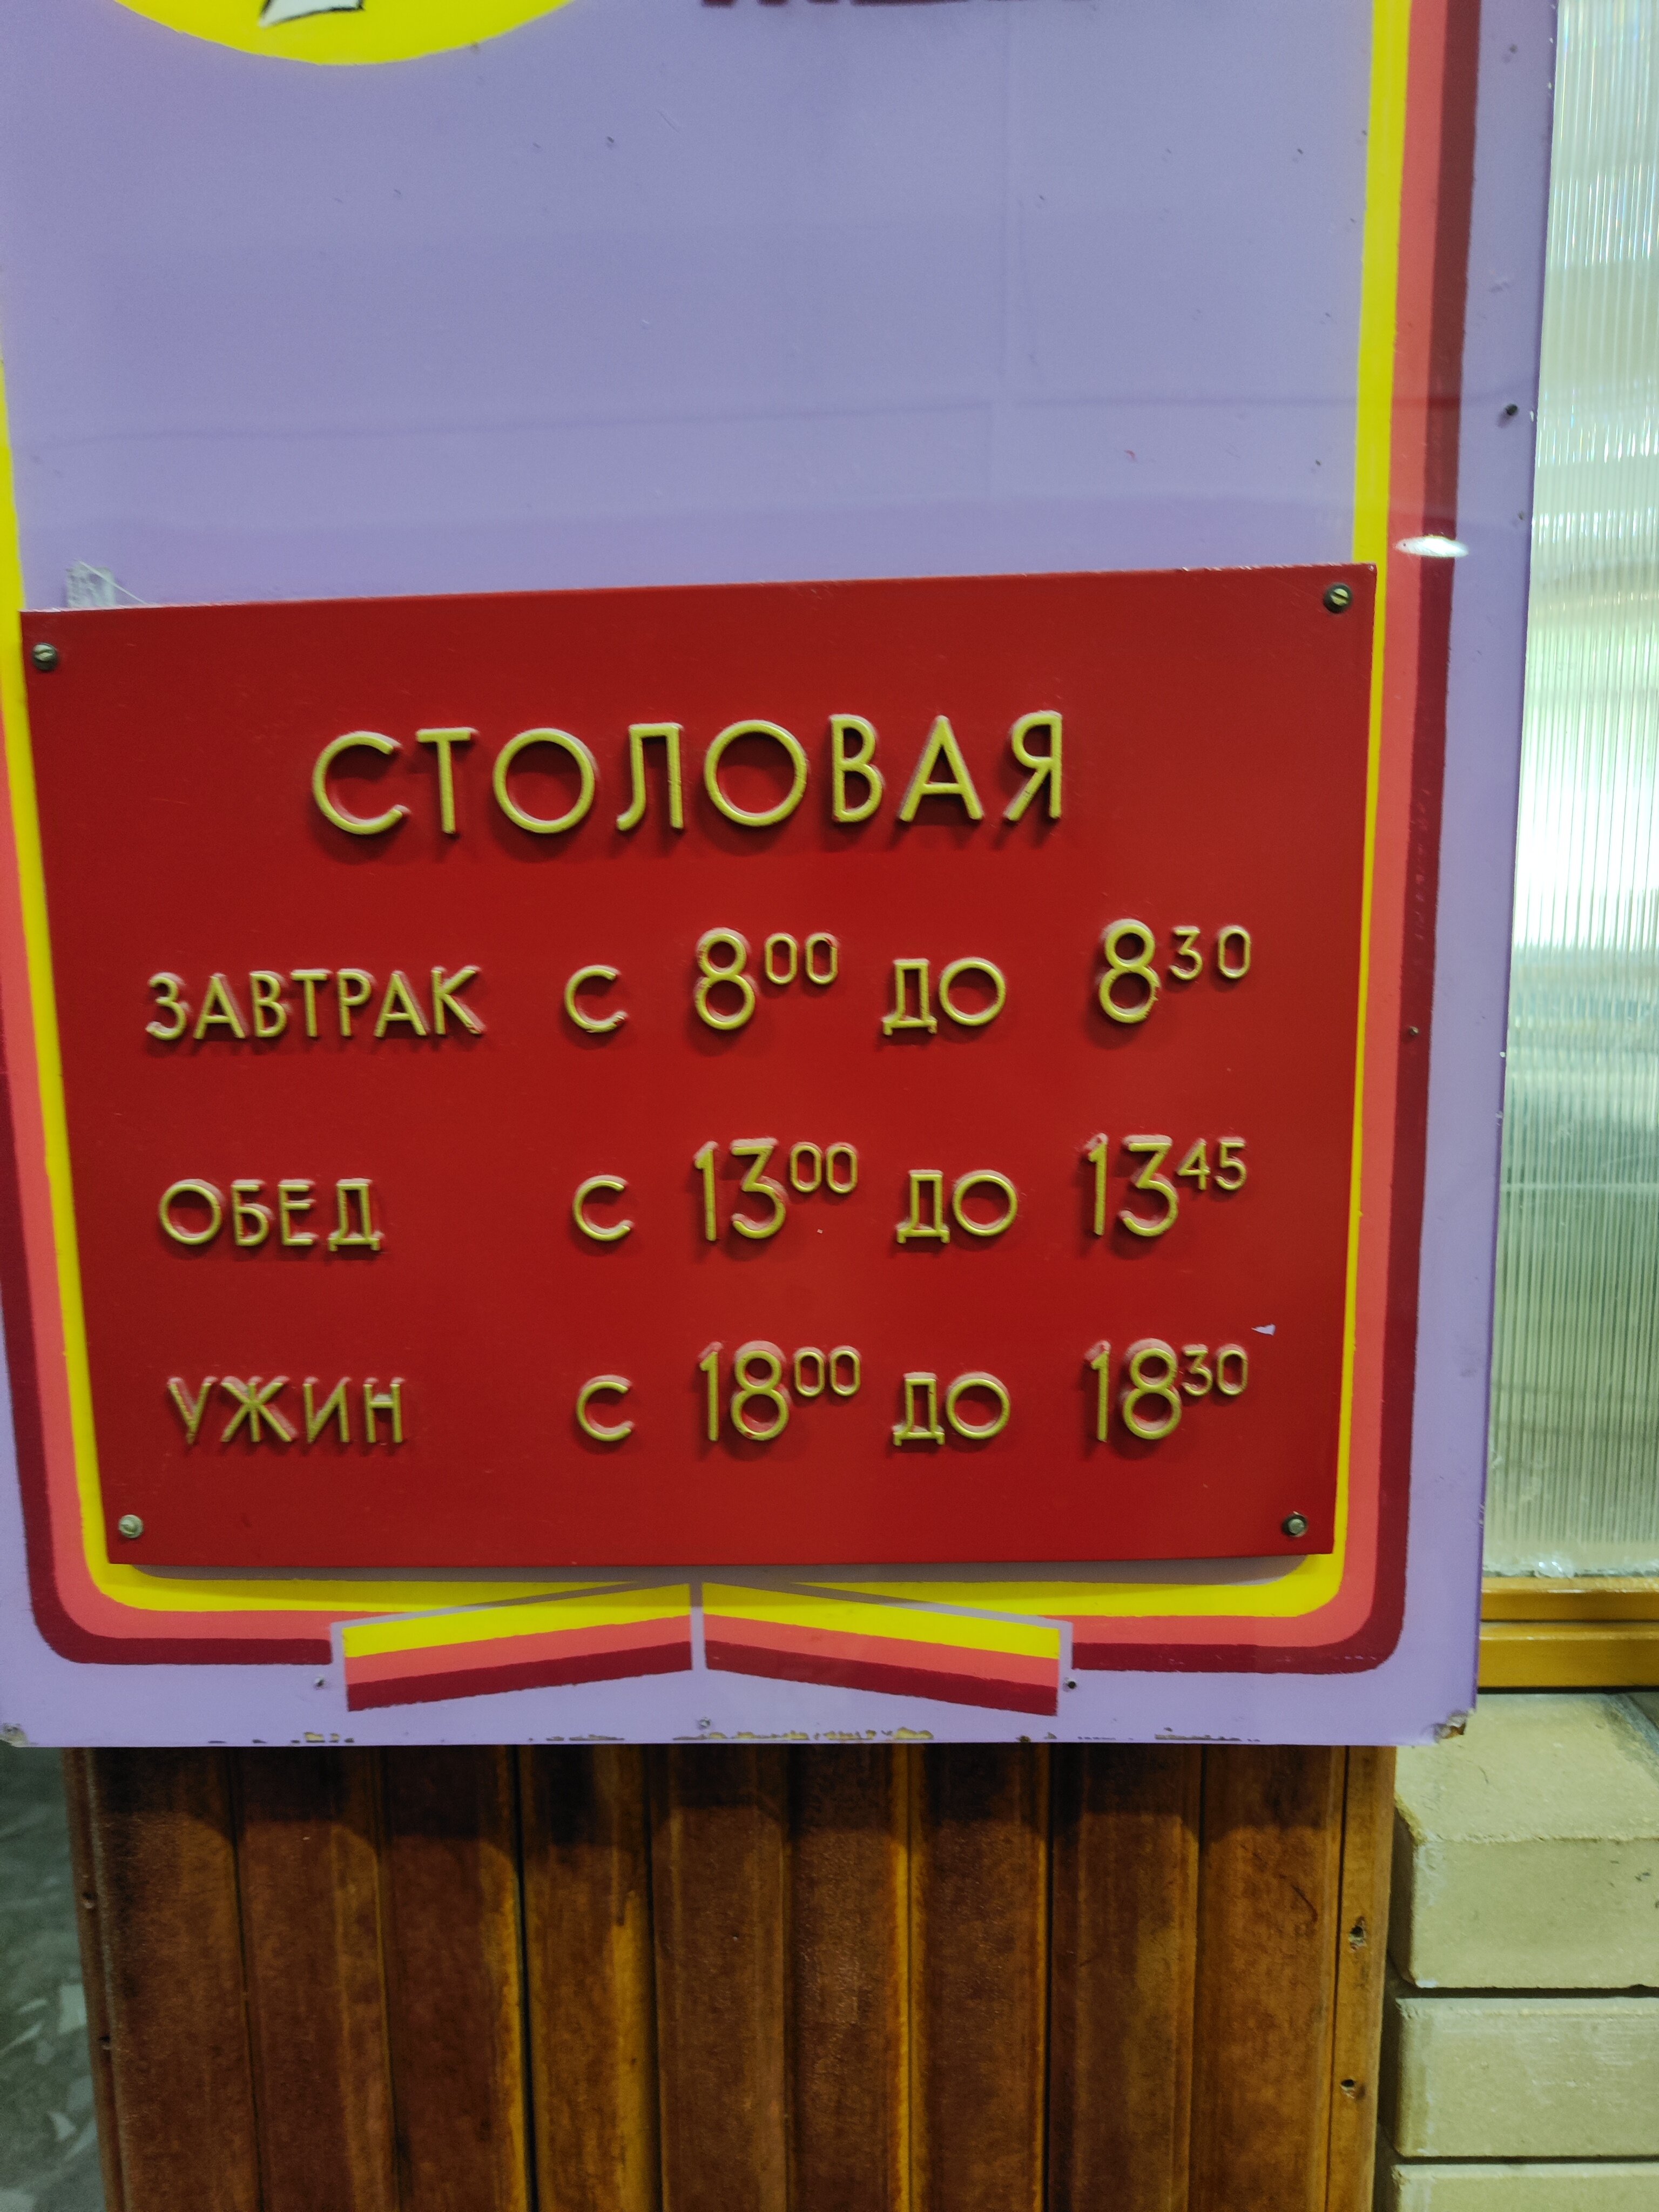 СТОЛОВАЯ
ЗАВТРАК с 8⁰⁰ до 8³⁰
ОБЕД с 13⁰⁰ до 13⁴⁵
УЖИН с 18⁰⁰ до 18³⁰